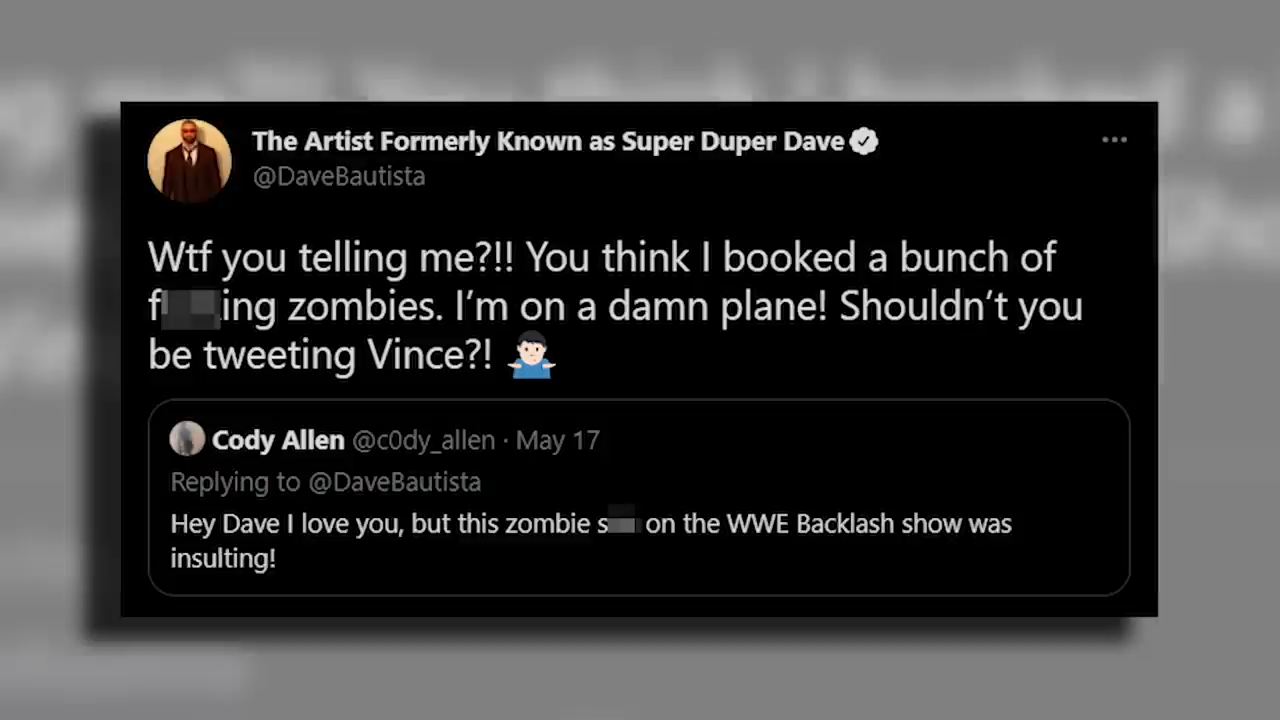 The Artist Formerly Known as Super Duper Dave
@DaveBautista
Wtf you telling me?!! You think I booked a bunch of
f ing zombies. I'm on a damn plane! Shouldn't you
be tweeting Vince?!
Cody Allen @c0dy_allen · May 17
Replying to @DaveBautista
Hey Dave I love you, but this zombie s on the WWE Backlash show was
insulting!